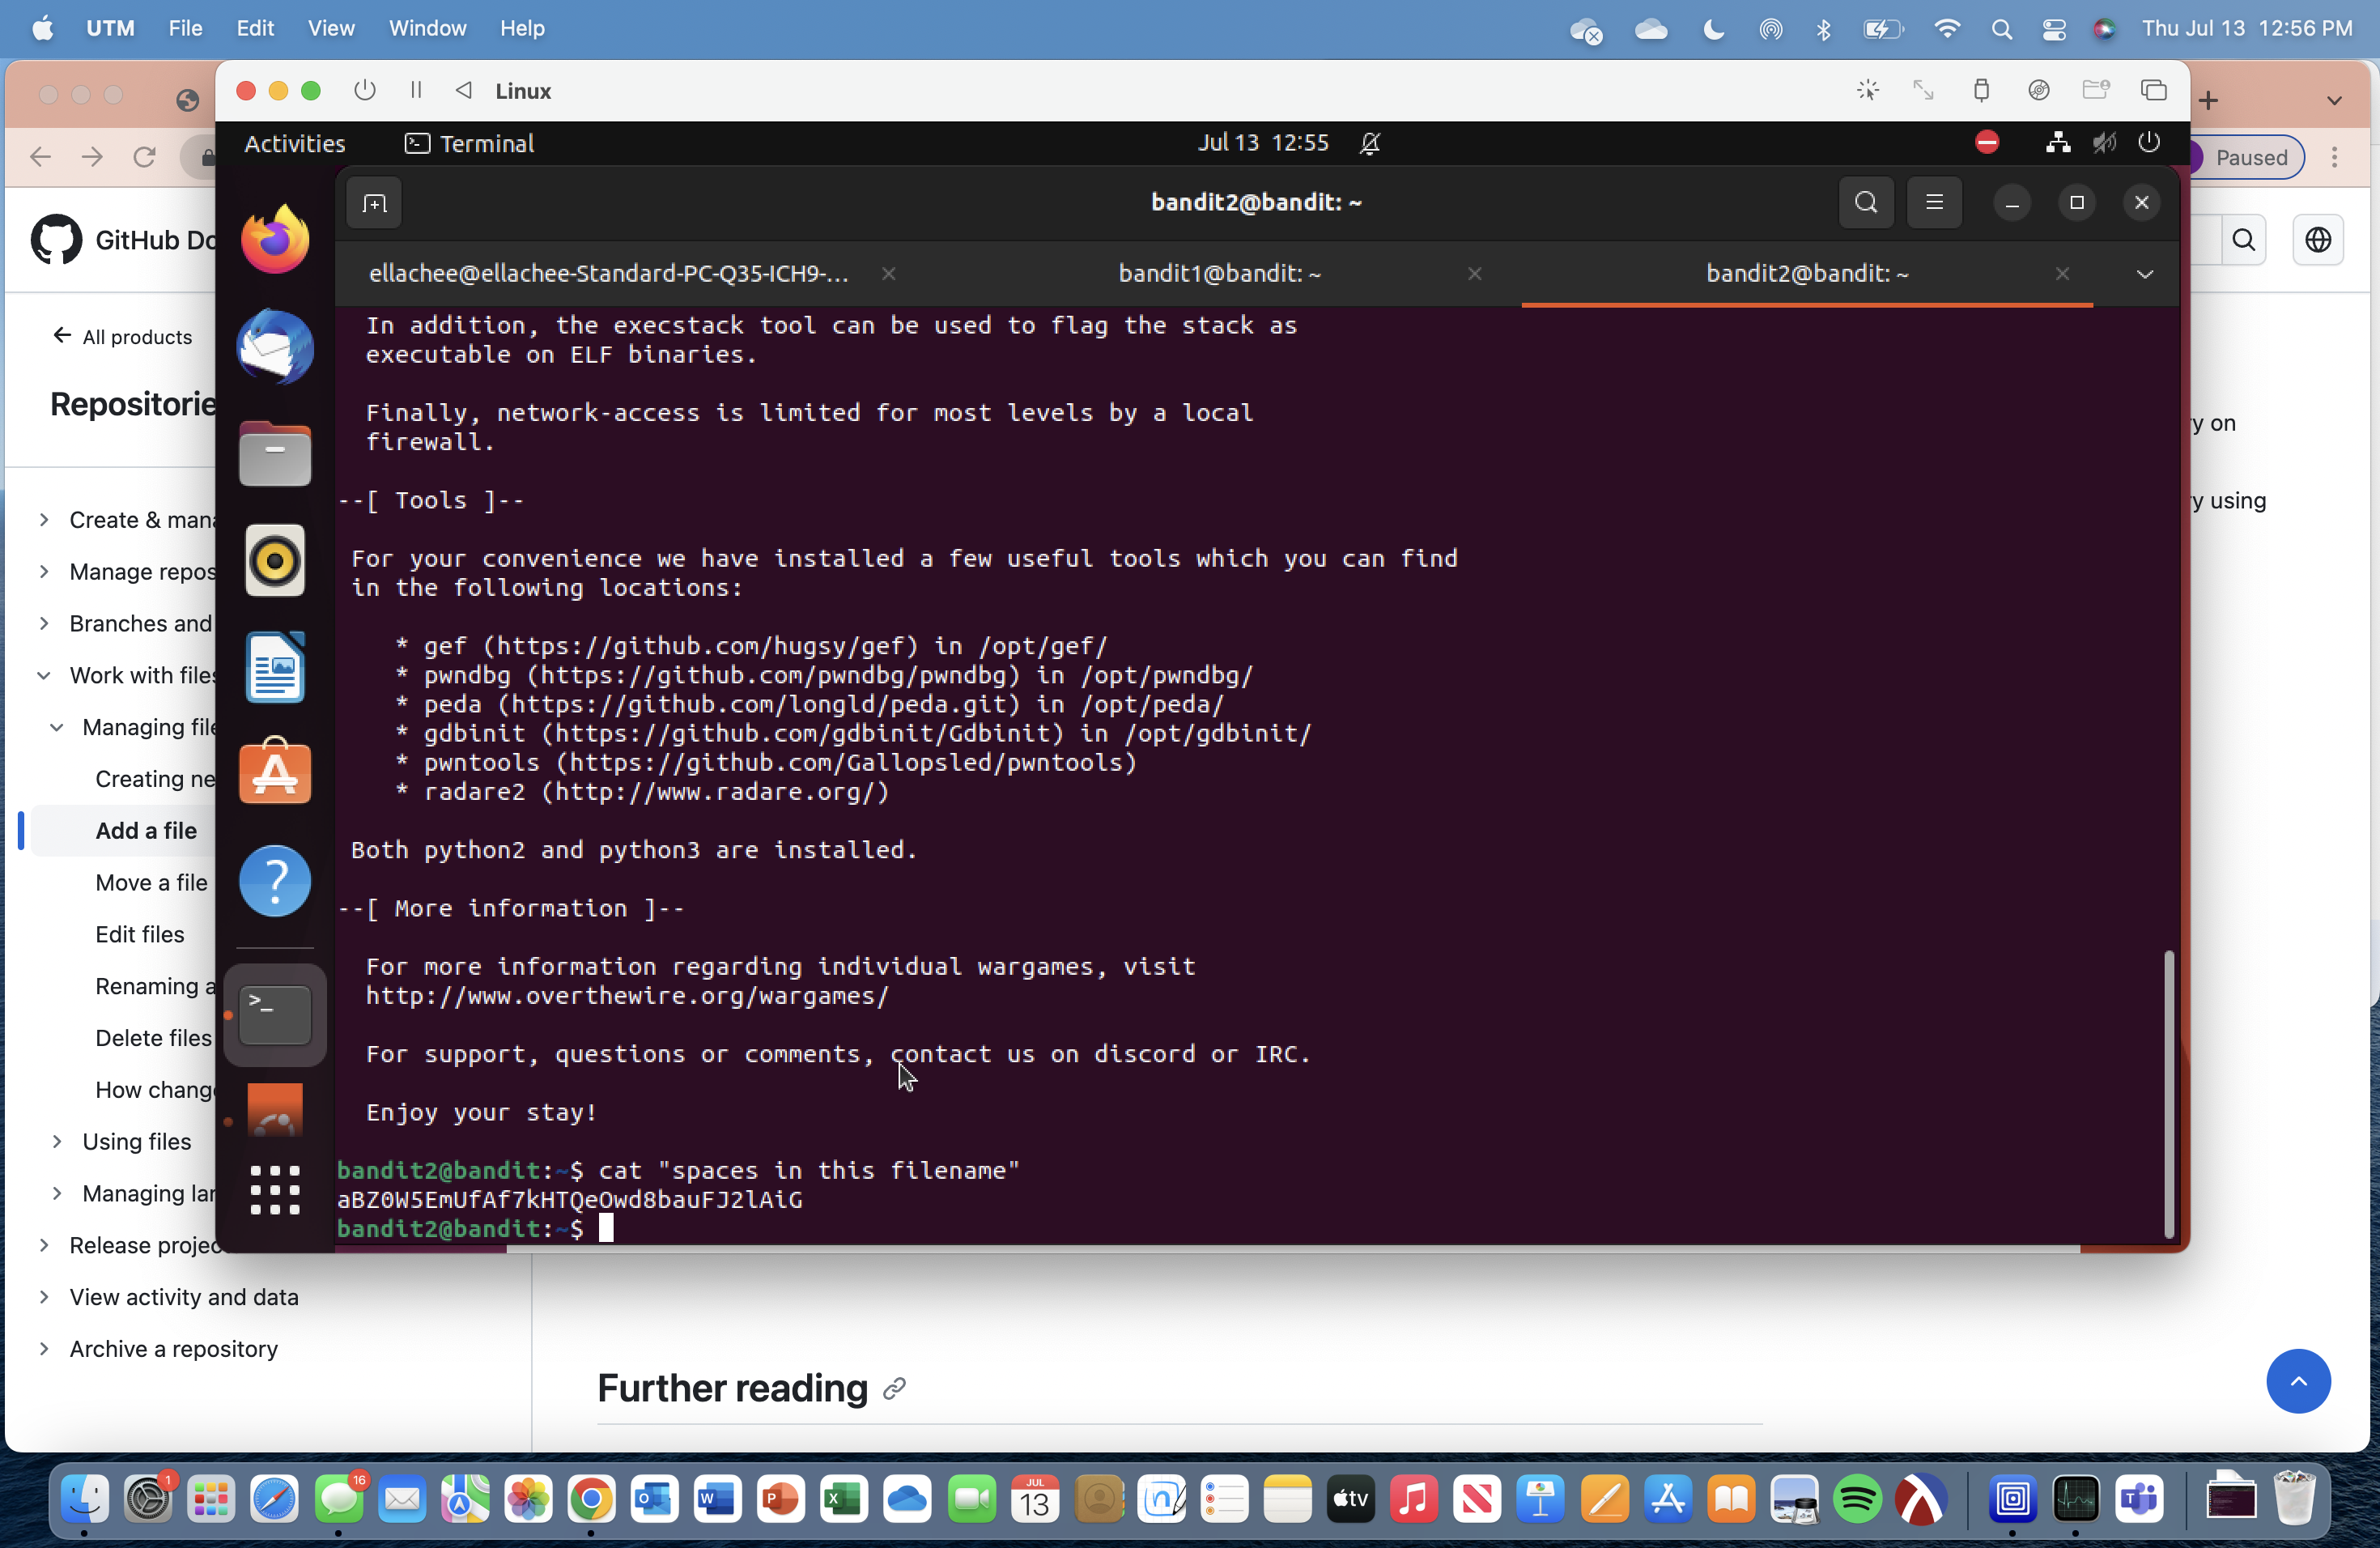 UTM File Edit View Window Help Thu Jul 13 12:56 PM
Linux
Activities Terminal Jul 13 12:55
Paused
bandit2@bandit: ~
GitHub Do
ellachee@ellachee-Standard-PC-Q35-ICH9-... bandit1@bandit: ~ bandit2@bandit: ~
All products
Repositorie
Create & mana
Manage repos
Branches and
Work with files
Managing file
Creating ne
Add a file
Move a file
Edit files
Renaming a
Delete files
How change
Using files
Managing lar
Release projec
View activity and data
Archive a repository
In addition, the execstack tool can be used to flag the stack as
executable on ELF binaries.
Finally, network-access is limited for most levels by a local
firewall.
--[ Tools ]--
For your convenience we have installed a few useful tools which you can find
in the following locations:
* gef (https://github.com/hugsy/gef) in /opt/gef/
* pwndbg (https://github.com/pwndbg/pwndbg) in /opt/pwndbg/
* peda (https://github.com/longld/peda.git) in /opt/peda/
* gdbinit (https://github.com/gdbinit/Gdbinit) in /opt/gdbinit/
* pwntools (https://github.com/Gallopsled/pwntools)
* radare2 (http://www.radare.org/)
Both python2 and python3 are installed.
--[ More information ]--
For more information regarding individual wargames, visit
http://www.overthewire.org/wargames/
For support, questions or comments, contact us on discord or IRC.
Enjoy your stay!
bandit2@bandit:~$ cat "spaces in this filename"
aBZ0W5EmUfAf7kHTQeOwd8bauFJ2lAiG
bandit2@bandit:~$
y on
y using
Further reading
1
16
JUL
13
tv